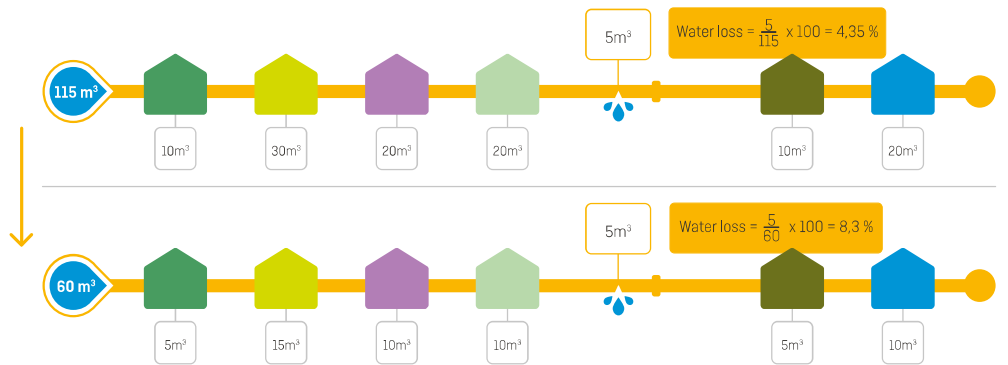 5m³
Water loss = 5/115 x 100 = 4,35 %
115 m³
10m³
30m³
20m³
20m³
10m³
20m³
5m³
Water loss = 5/60 x 100 = 8,3 %
60 m³
5m³
15m³
10m³
10m³
5m³
10m³